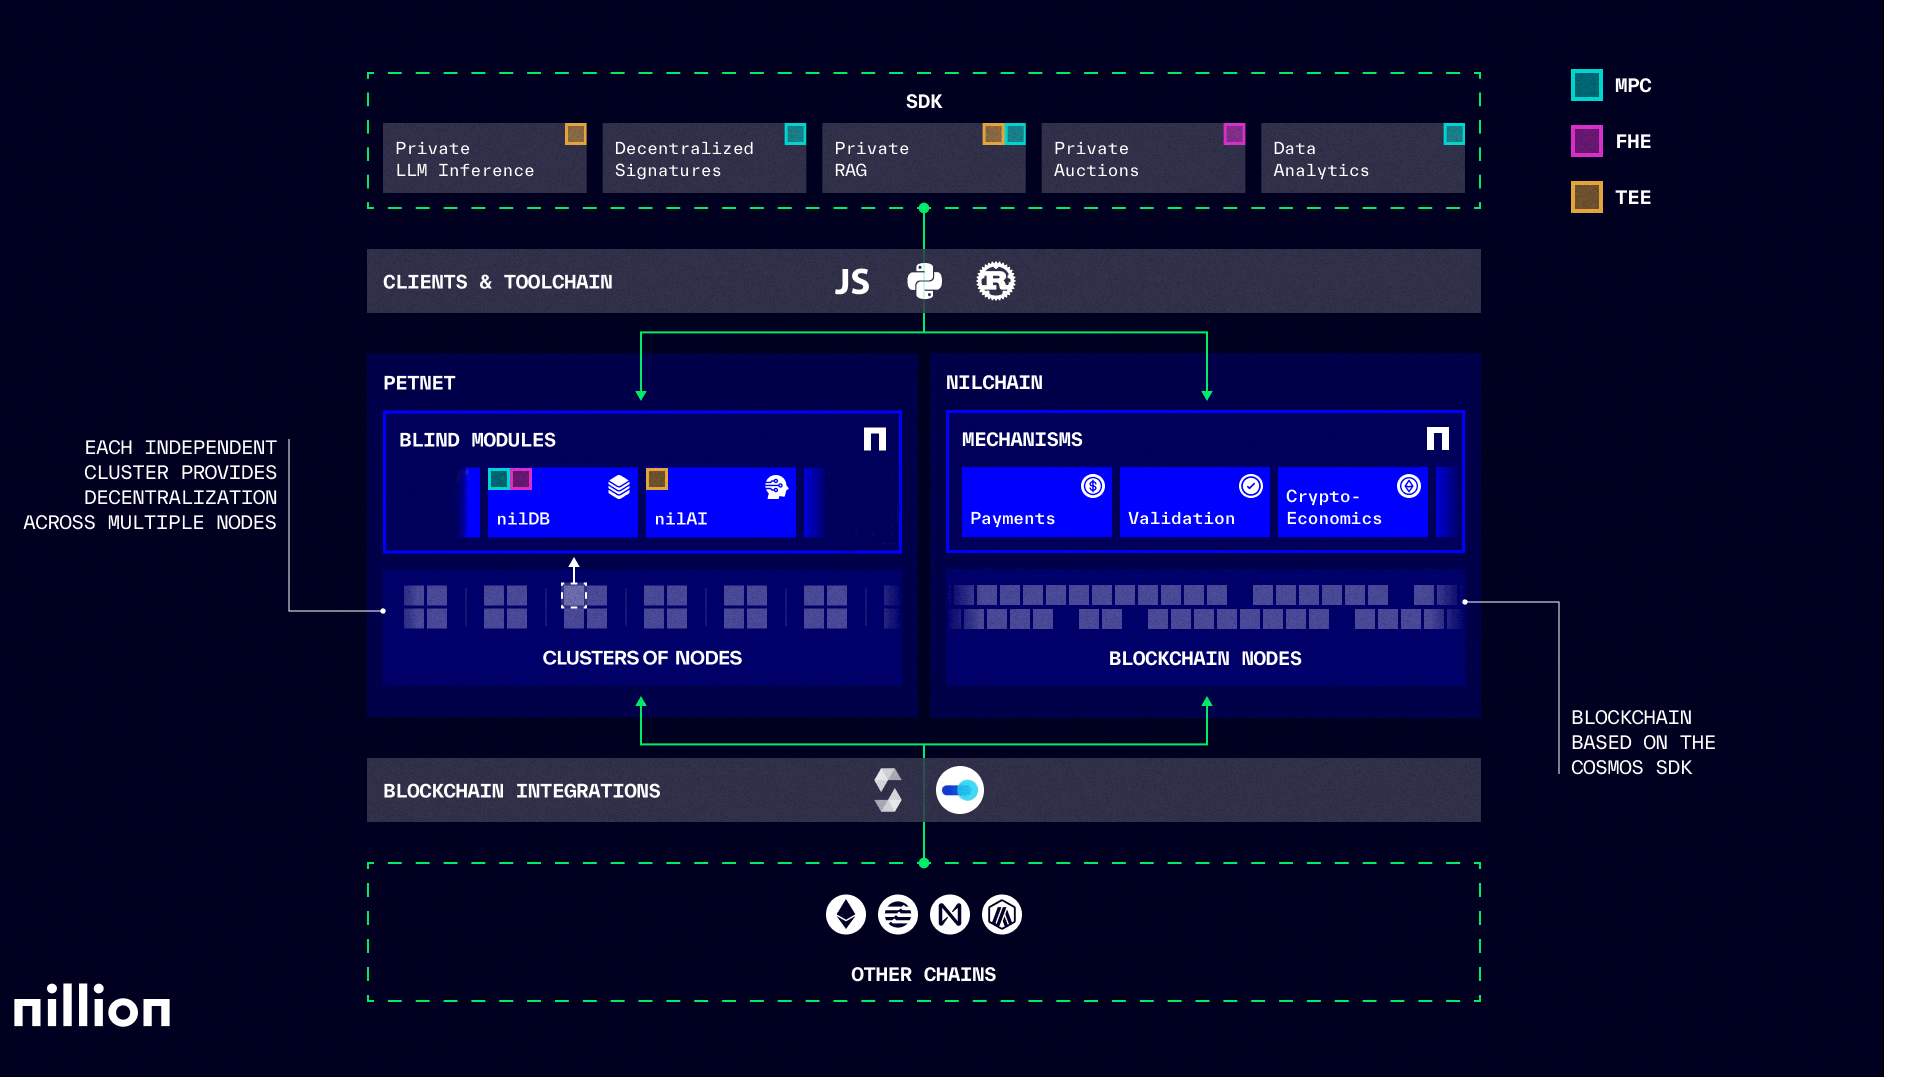 SDK
MPC
FHE
TEE
Private
LLM Inference
Decentralized
Signatures
Private
RAG
Private
Auctions
Data
Analytics
CLIENTS & TOOLCHAIN
JS
R
PETNET
BLIND MODULES
nilDB
nilAI
CLUSTERS OF NODES
NILCHAIN
MECHANISMS
Payments
Validation
Crypto-
Economics
BLOCKCHAIN NODES
EACH INDEPENDENT
CLUSTER PROVIDES
DECENTRALIZATION
ACROSS MULTIPLE NODES
BLOCKCHAIN
BASED ON THE
COSMOS SDK
BLOCKCHAIN INTEGRATIONS
OTHER CHAINS
nillion